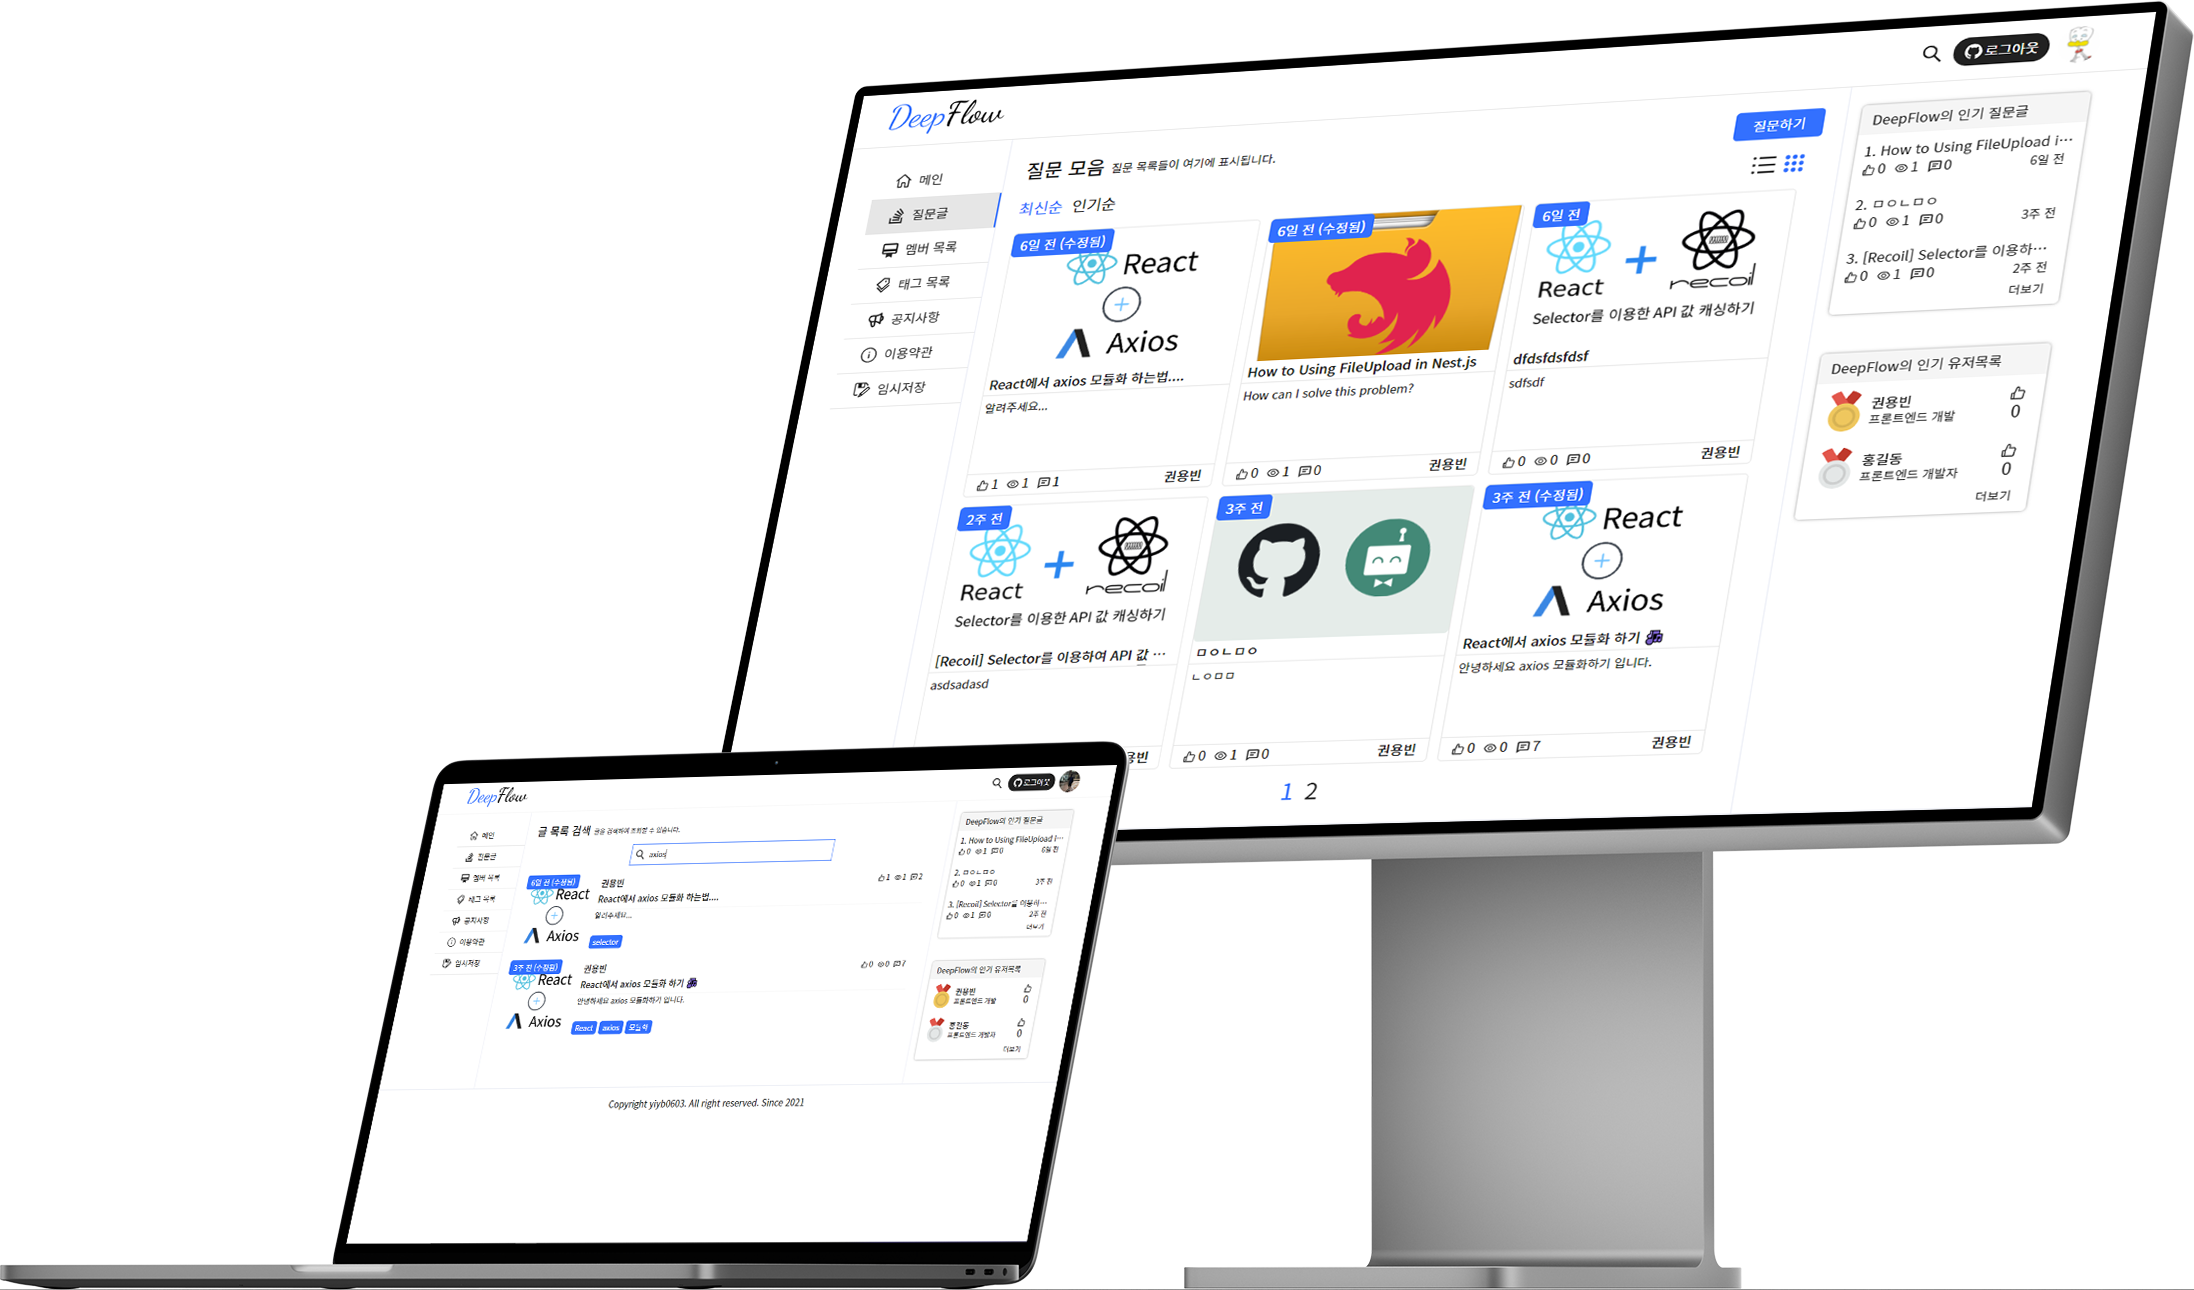 DeepFlow
로그아웃
메인
질문글
멤버 목록
태그 목록
공지사항
이용약관
임시저장
질문 모음 질문 목록들이 여기에 표시됩니다.
질문하기
최신순 인기순
6일 전 (수정됨)
React
Axios
React에서 axios 모듈화 하는법....
알려주세요...
1 1 1
권용빈
6일 전 (수정됨)
How to Using FileUpload in Nest.js
How can I solve this problem?
0 1 0
권용빈
6일 전
React + recoil
Selector를 이용한 API 값 캐싱하기
dfdsfdsfdsf
sdfsdf
0 0 0
권용빈
2주 전
React + recoil
Selector를 이용한 API 값 캐싱하기
[Recoil] Selector를 이용하여 API 값 ...
asdsadasd
용빈
3주 전
ㅁㅇㄴㅁㅇ
ㄴㅇㅁㅁ
0 1 0
권용빈
3주 전 (수정됨)
React
Axios
React에서 axios 모듈화 하기
안녕하세요 axios 모듈화하기 입니다.
0 0 7
권용빈
1 2
DeepFlow의 인기 질문글
1. How to Using FileUpload i...
0 1 0 6일 전
2. ㅁㅇㄴㅁㅇ
0 1 0 3주 전
3. [Recoil] Selector를 이용하...
0 1 0 2주 전
더보기
DeepFlow의 인기 유저목록
권용빈
프론트엔드 개발
0
홍길동
프론트엔드 개발자
0
더보기
DeepFlow
로그아웃
메인
질문글
멤버 목록
태그 목록
공지사항
이용약관
임시저장
글 목록 검색 글을 검색하여 조회할 수 있습니다.
axios
6일 전 (수정됨)
React
Axios
권용빈
1 1 2
React에서 axios 모듈화 하는법....
알려주세요...
selector
3주 전 (수정됨)
React
Axios
권용빈
0 0 7
React에서 axios 모듈화 하기
안녕하세요 axios 모듈화하기 입니다.
React axios 모듈화
DeepFlow의 인기 질문글
1. How to Using FileUpload i...
0 1 0 6일 전
2. ㅁㅇㄴㅁㅇ
0 1 0 3주 전
3. [Recoil] Selector를 이용하...
0 1 0 2주 전
더보기
DeepFlow의 인기 유저목록
권용빈
프론트엔드 개발
0
홍길동
프론트엔드 개발자
0
더보기
Copyright yiyb0603. All right reserved. Since 2021